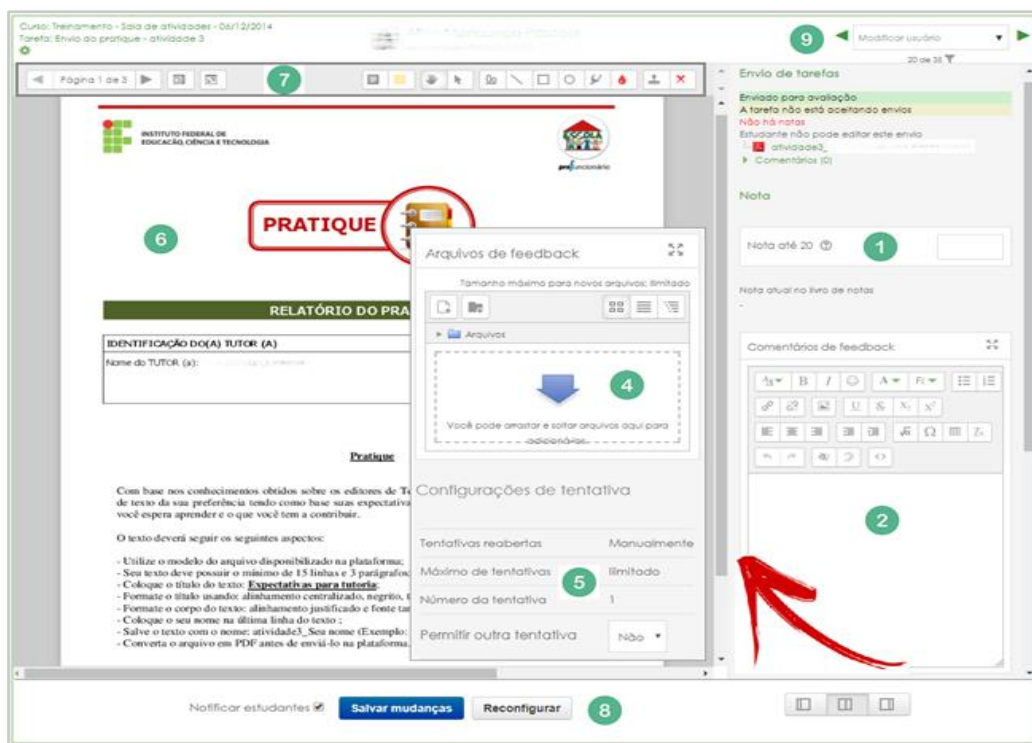 Curso: Treinamento - Sala de atividades - 06/12/2014
Tarefa: Envio do pratique - atividade 3
9
Modificar usuário
20 de 35
Página 1 de 3
7
INSTITUTO FEDERAL DE
EDUCAÇÃO, CIÊNCIA E TECNOLOGIA
ESCOLA
profuncionário
6
PRATIQUE
RELATÓRIO DO PRA
IDENTIFICAÇÃO DO(A) TUTOR (A)
Nome do TUTOR (a):
Pratique
Com base nos conhecimentos obtidos sobre os editores de Te
de texto da sua preferência tendo como base suas expectativa
você espera aprender e o que você tem a contribuir.
O texto deverá seguir os seguintes aspectos:
- Utilize o modelo do arquivo disponibilizado na plataforma;
- Seu texto deve possuir o mínimo de 15 linhas e 3 parágrafos;
- Coloque o título do texto: Expectativas para tutoria;
- Formate o título usando: alinhamento centralizado, negrito, t
- Formate o corpo do texto: alinhamento justificado e fonte tar
- Coloque o seu nome na última linha do texto ;
- Salve o texto com o nome: atividade3_Seu nome (Exemplo:
- Converta o arquivo em PDF antes de enviá-lo na plataforma.
Arquivos de feedback
Tamanho máximo para novos arquivos: Ilimitado
Arquivos
4
Você pode arrastar e soltar arquivos aqui para
adicioná-los.
Configurações de tentativa
Tentativas reabertas Manualmente
Máximo de tentativas Ilimitado
5
Número da tentativa 1
Permitir outra tentativa Não
Envio de tarefas
Enviado para avaliação
A tarefa não está aceitando envios
Não há notas
Estudante não pode editar este envio
atividade3_
Comentários (0)
Nota
Nota até 20
1
Nota atual no livro de notas
-
Comentários de feedback
2
Notificar estudantes
Salvar mudanças
Reconfigurar
8